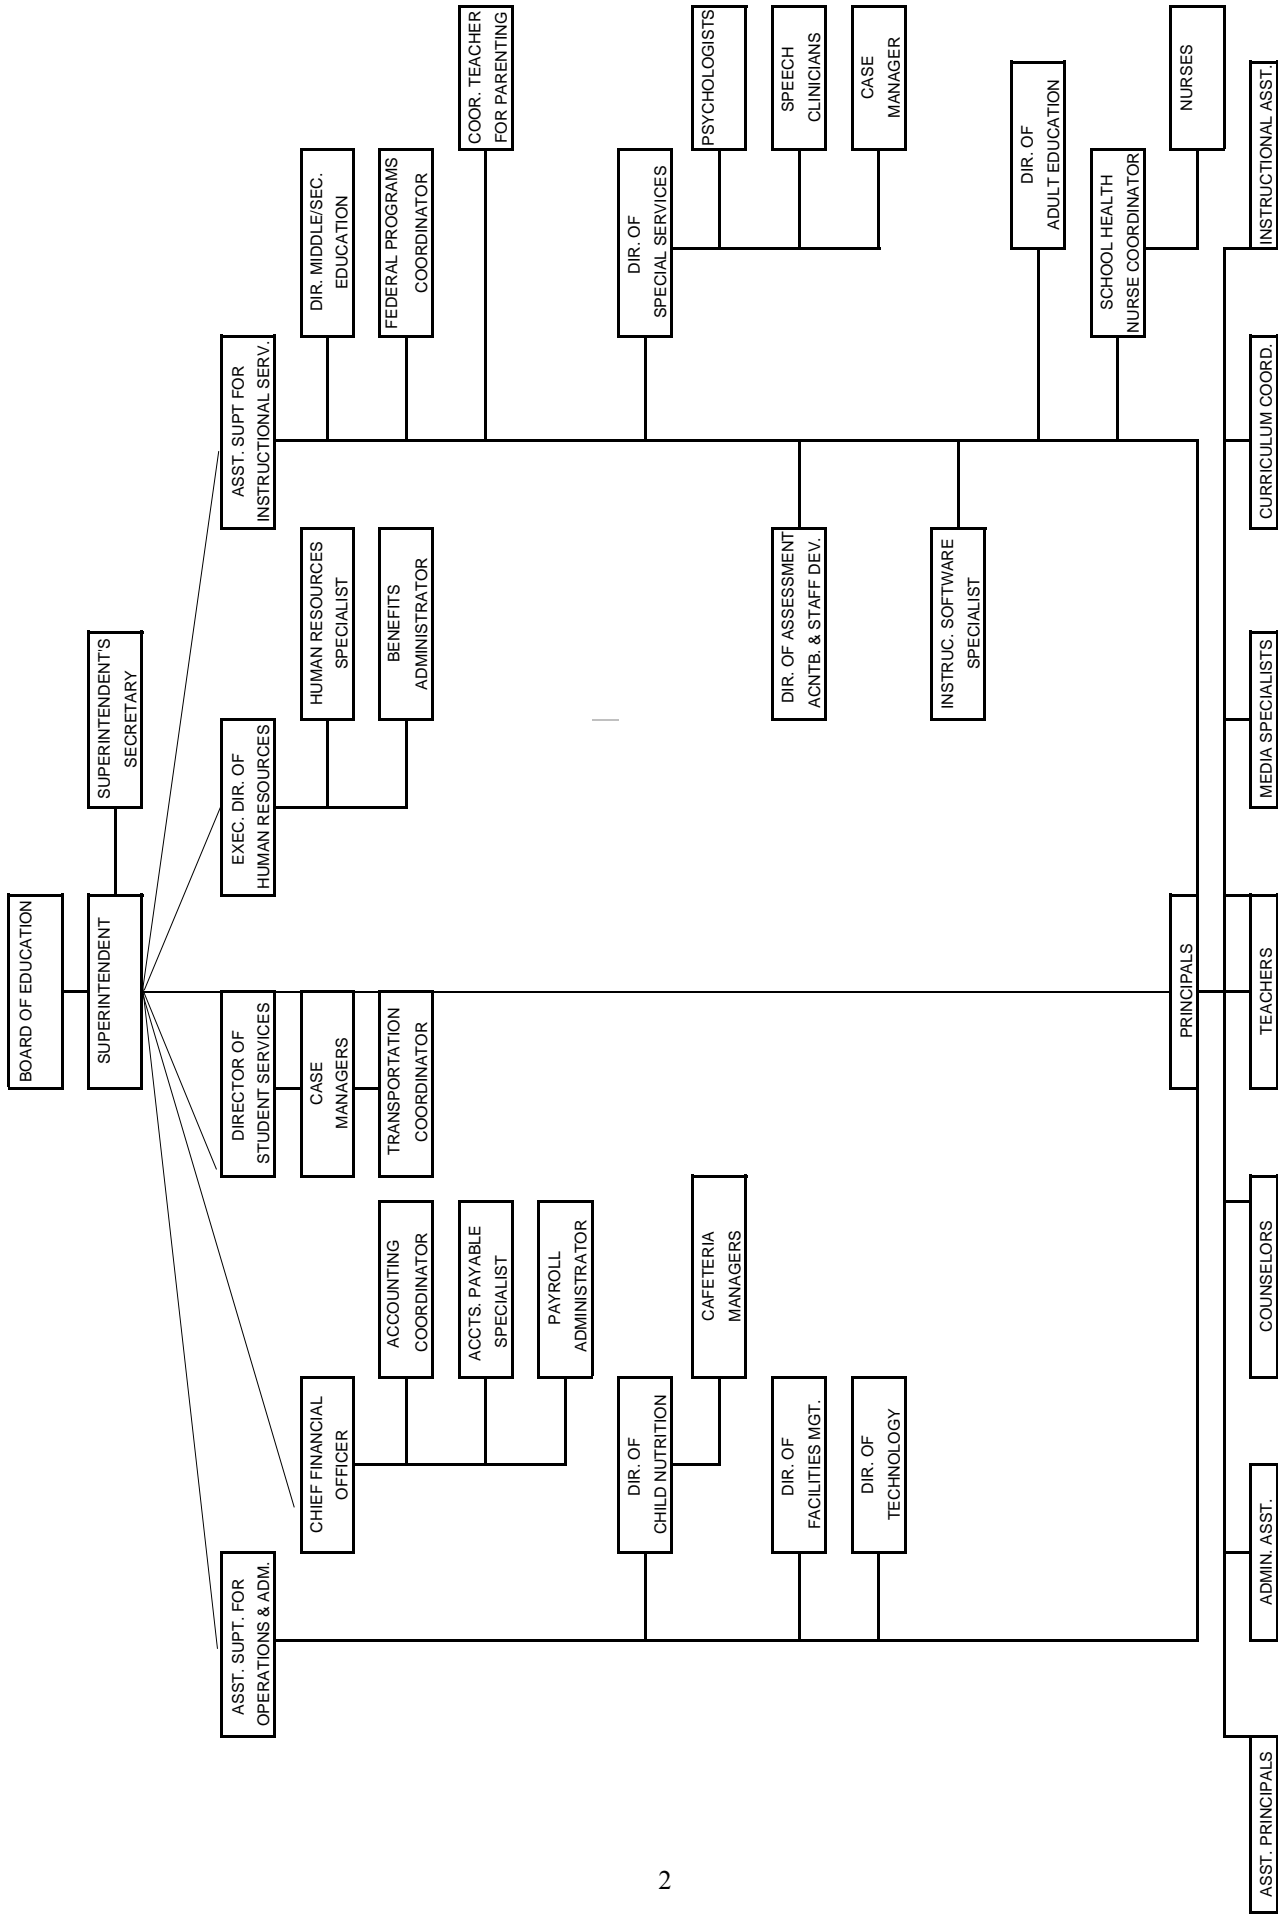 BOARD OF EDUCATION
SUPERINTENDENT
SUPERINTENDENT'S
SECRETARY
ASST. SUPT. FOR
OPERATIONS & ADM.
DIRECTOR OF
STUDENT SERVICES
EXEC. DIR. OF
HUMAN RESOURCES
ASST. SUPT FOR
INSTRUCTIONAL SERV.
CHIEF FINANCIAL
OFFICER
CASE
MANAGERS
HUMAN RESOURCES
SPECIALIST
DIR. MIDDLE/SEC.
EDUCATION
ACCOUNTING
COORDINATOR
TRANSPORTATION
COORDINATOR
BENEFITS
ADMINISTRATOR
FEDERAL PROGRAMS
COORDINATOR
ACCTS. PAYABLE
SPECIALIST
COOR. TEACHER
FOR PARENTING
PAYROLL
ADMINISTRATOR
DIR. OF
CHILD NUTRITION
DIR. OF
SPECIAL SERVICES
CAFETERIA
MANAGERS
PSYCHOLOGISTS
DIR. OF
FACILITIES MGT.
DIR. OF ASSESSMENT
ACNTB. & STAFF DEV.
SPEECH
CLINICIANS
DIR. OF
TECHNOLOGY
CASE
MANAGER
INSTRUC. SOFTWARE
SPECIALIST
DIR. OF
ADULT EDUCATION
SCHOOL HEALTH
NURSE COORDINATOR
PRINCIPALS
NURSES
ASST. PRINCIPALS
ADMIN. ASST.
COUNSELORS
TEACHERS
MEDIA SPECIALISTS
CURRICULUM COORD.
INSTRUCTIONAL ASST.
2